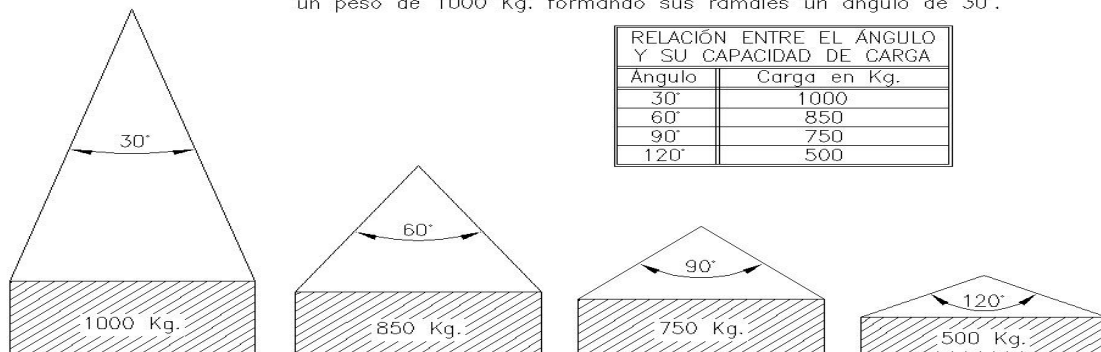 un peso de 1000 Kg. formando sus ramales un ángulo de 30°.
RELACIÓN ENTRE EL ÁNGULO
Y SU CAPACIDAD DE CARGA
Ángulo Carga en Kg.
30° 1000
60° 850
90° 750
120° 500
30°
60°
90°
120°
1000 Kg.
850 Kg.
750 Kg.
500 Kg.